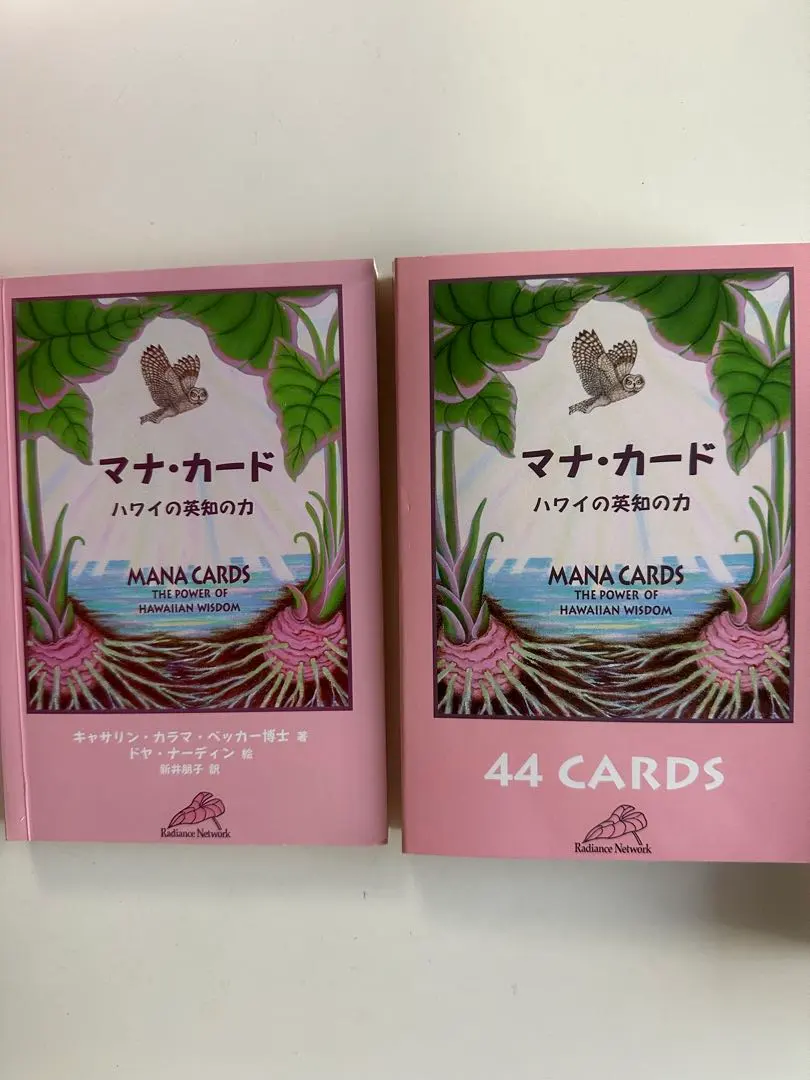 マナ・カード
ハワイの英知の力
MANA CARDS
THE POWER OF
HAWAIIAN WISDOM
キャサリン・カラマ・ベッカー博士 著
ドヤ・ナーディン 絵
新井朋子 訳
Radiance Network
マナ・カード
ハワイの英知の力
MANA CARDS
THE POWER OF
HAWAIIAN WISDOM
44 CARDS
Radiance Network